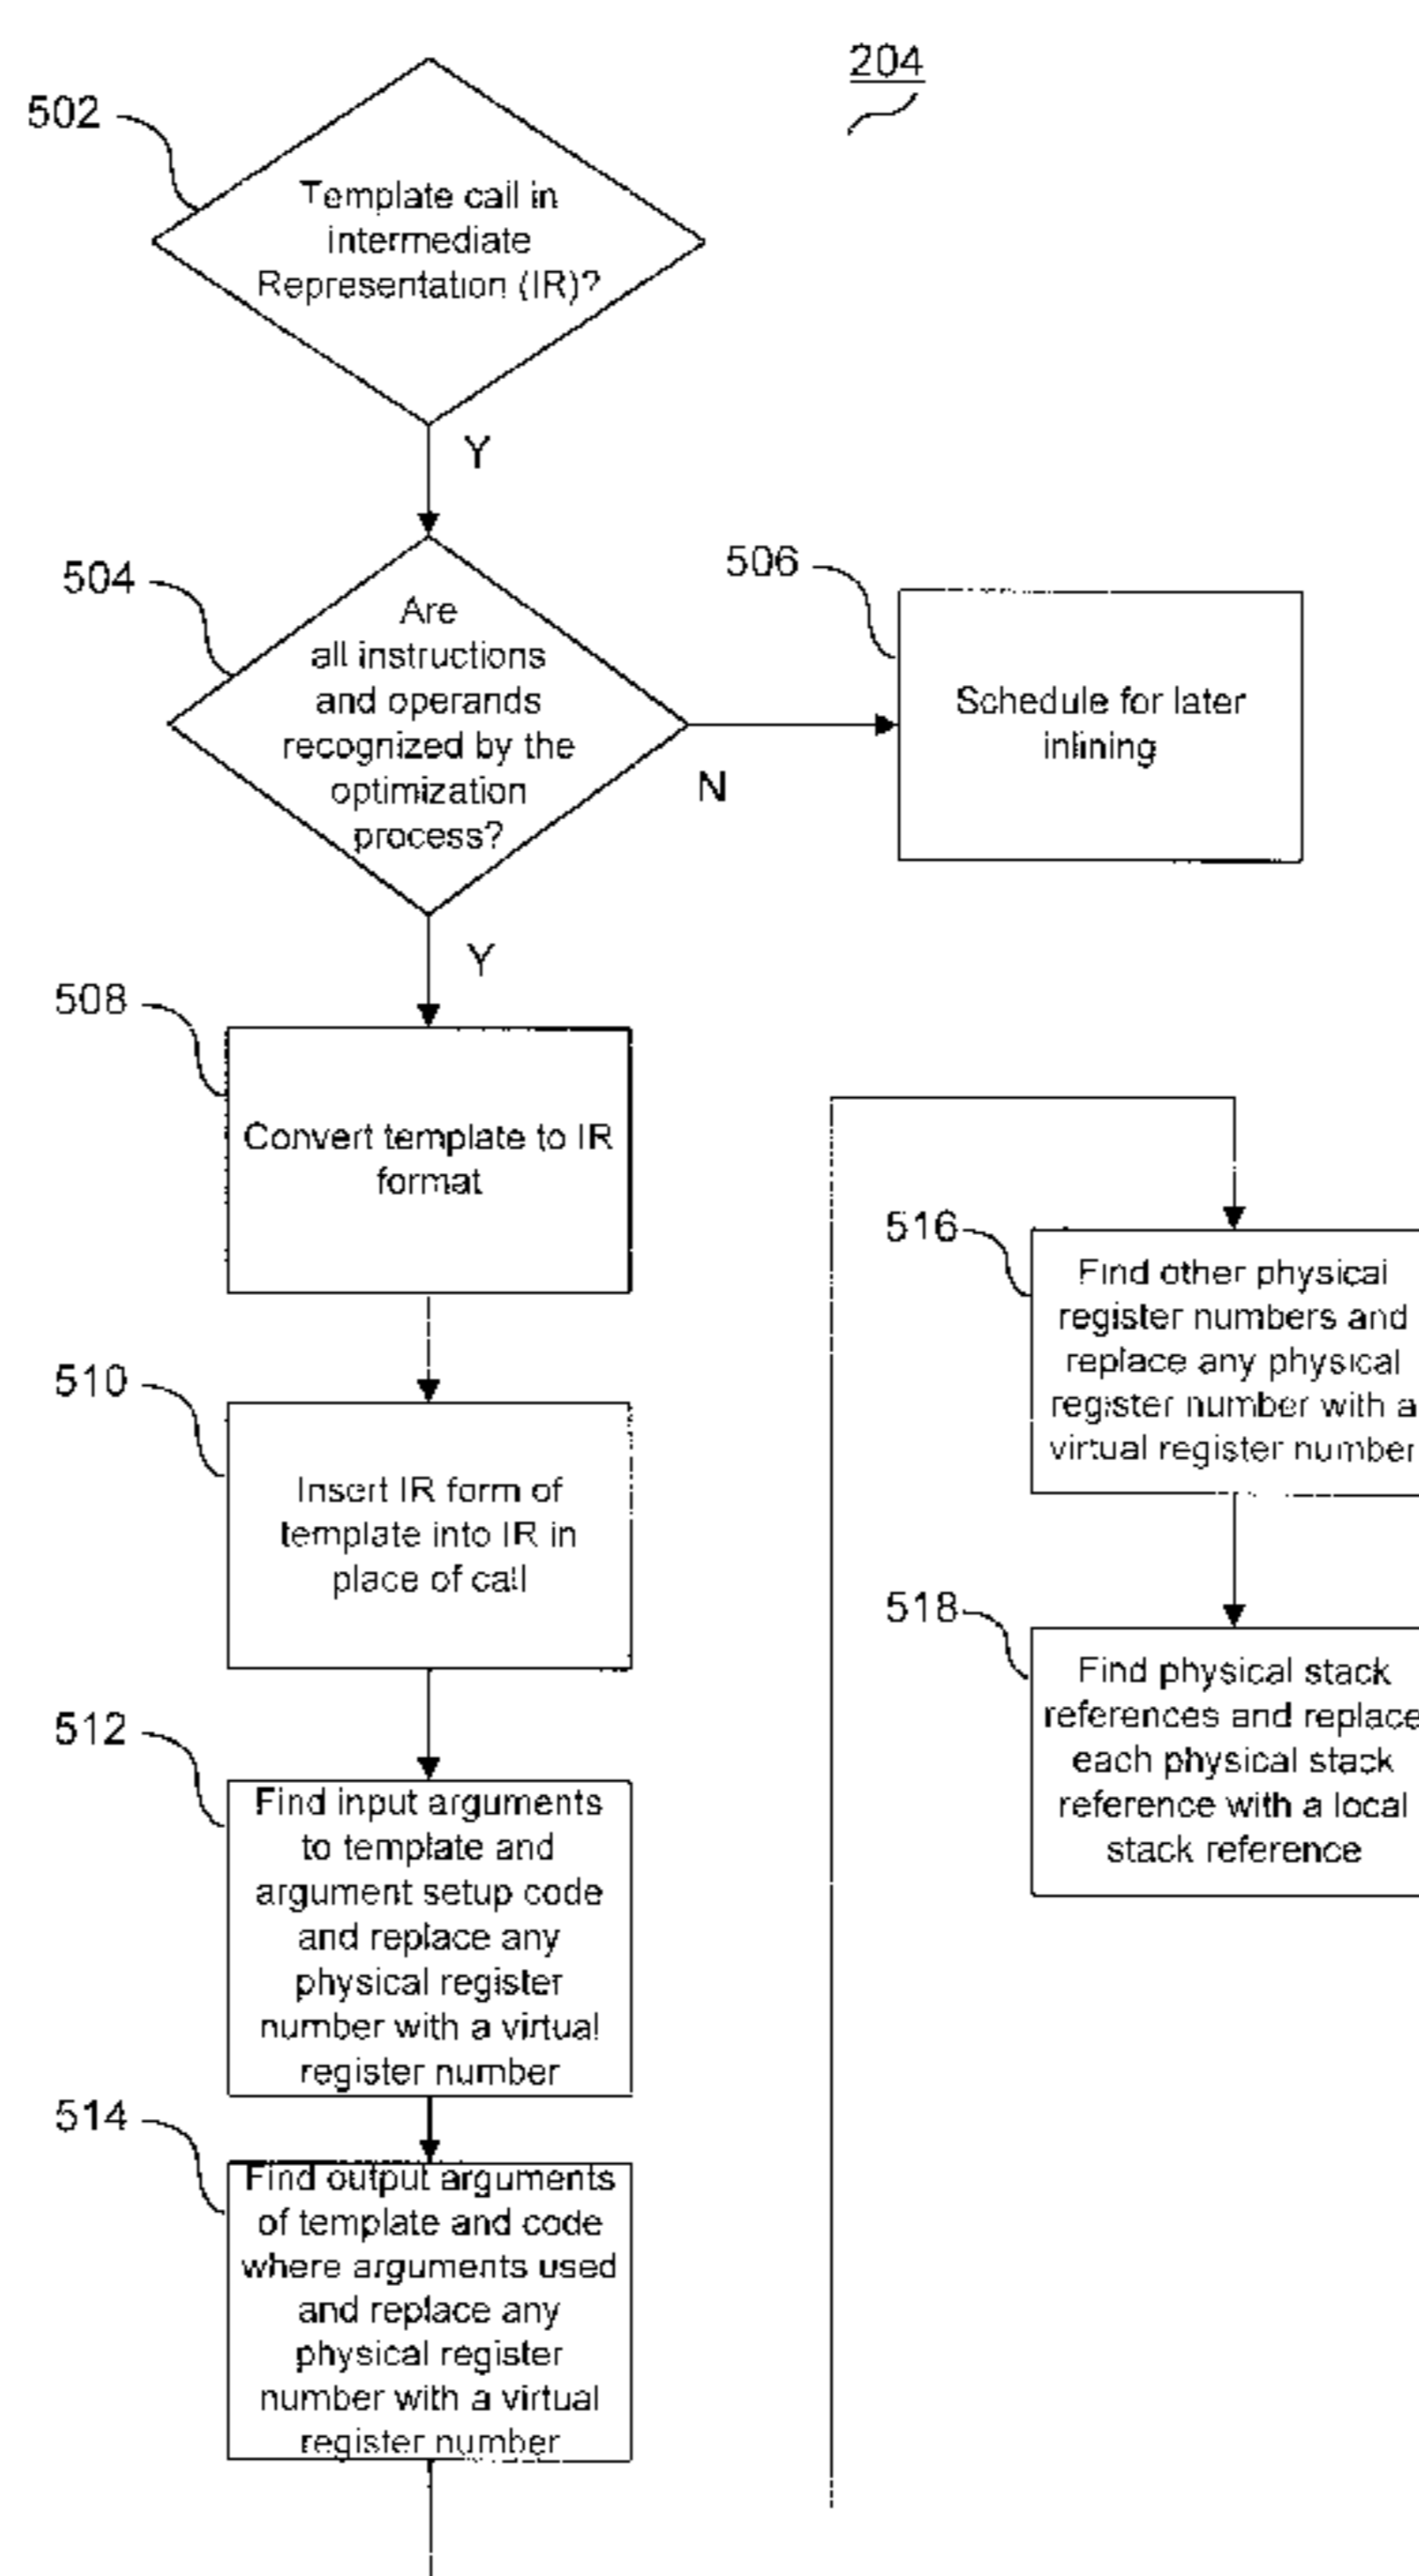 204
502
Template call in
Intermediate
Representation (IR)?
Y
504
Are
all instructions
and operands
recognized by the
optimization
process?
N
506
Schedule for later
inlining
Y
508
Convert template to IR
format
510
Insert IR form of
template into IR in
place of call
512
Find input arguments
to template and
argument setup code
and replace any
physical register
number with a virtual
register number
514
Find output arguments
of template and code
where arguments used
and replace any
physical register
number with a virtual
register number
516
Find other physical
register numbers and
replace any physical
register number with a
virtual register number
518
Find physical stack
references and replace
each physical stack
reference with a local
stack reference